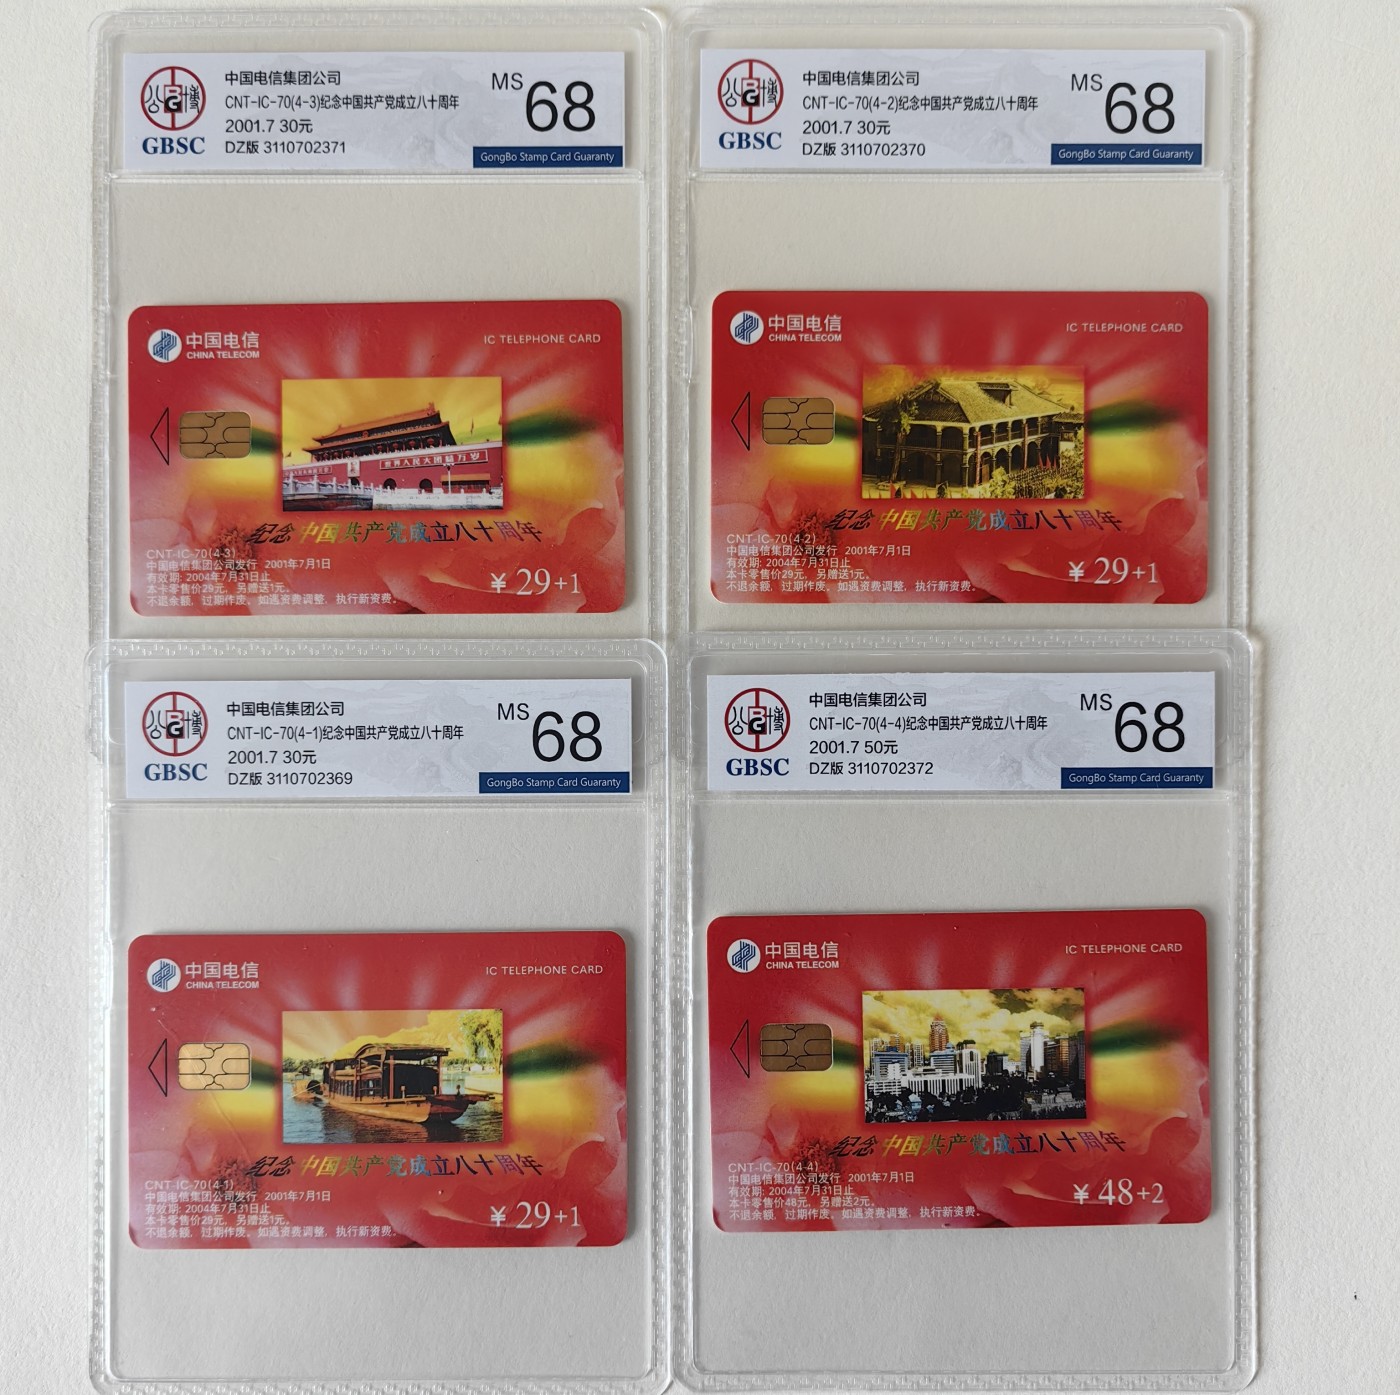 中国电信集团公司
CNT-IC-70(4-3)纪念中国共产党成立八十周年
2001.7 30元
DZ版 3110702371
MS 68
GBSC
GongBo Stamp Card Guaranty
中国电信
CHINA TELECOM
IC TELEPHONE CARD
世界人民大团结万岁
纪念 中国共产党成立八十周年
CNT-IC-70(4-3)
中国电信集团公司发行 2001年7月1日
有效期: 2004年7月31日止
本卡零售价29元, 另赠送1元。
不退余额, 过期作废。如遇资费调整, 执行新资费。
¥ 29+1
中国电信集团公司
CNT-IC-70(4-2)纪念中国共产党成立八十周年
2001.7 30元
DZ版 3110702370
MS 68
GBSC
GongBo Stamp Card Guaranty
中国电信
CHINA TELECOM
IC TELEPHONE CARD
纪念 中国共产党成立八十周年
CNT-IC-70(4-2)
中国电信集团公司发行 2001年7月1日
有效期: 2004年7月31日止
本卡零售价29元, 另赠送1元。
不退余额, 过期作废。如遇资费调整, 执行新资费。
¥ 29+1
中国电信集团公司
CNT-IC-70(4-1)纪念中国共产党成立八十周年
2001.7 30元
DZ版 3110702369
MS 68
GBSC
GongBo Stamp Card Guaranty
中国电信
CHINA TELECOM
IC TELEPHONE CARD
纪念 中国共产党成立八十周年
CNT-IC-70(4-1)
中国电信集团公司发行 2001年7月1日
有效期: 2004年7月31日止
本卡零售价29元, 另赠送1元。
不退余额, 过期作废。如遇资费调整, 执行新资费。
¥ 29+1
中国电信集团公司
CNT-IC-70(4-4)纪念中国共产党成立八十周年
2001.7 50元
DZ版 3110702372
MS 68
GBSC
GongBo Stamp Card Guaranty
中国电信
CHINA TELECOM
IC TELEPHONE CARD
纪念 中国共产党成立八十周年
CNT-IC-70(4-4)
中国电信集团公司发行 2001年7月1日
有效期: 2004年7月31日止
本卡零售价48元, 另赠送2元。
不退余额, 过期作废。如遇资费调整, 执行新资费。
¥ 48+2